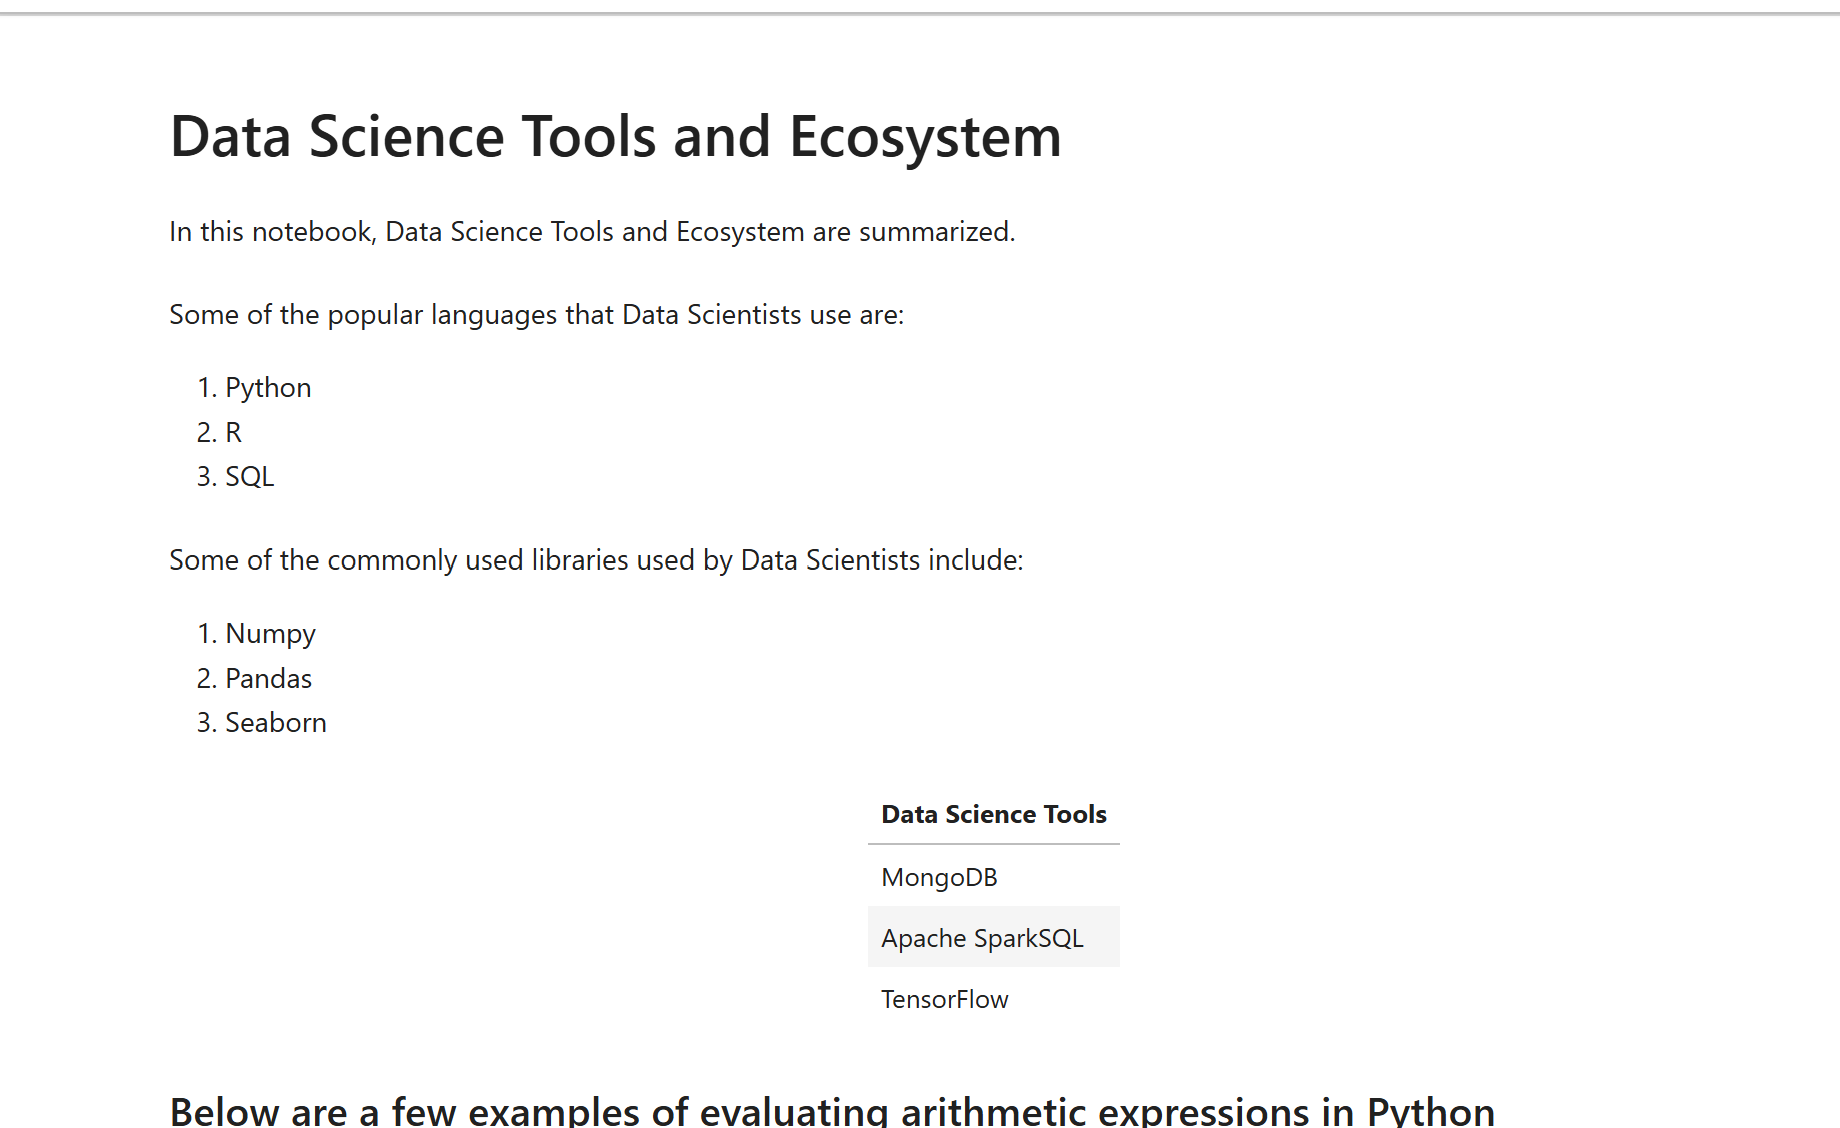 Data Science Tools and Ecosystem
In this notebook, Data Science Tools and Ecosystem are summarized.
Some of the popular languages that Data Scientists use are:
1. Python
2. R
3. SQL
Some of the commonly used libraries used by Data Scientists include:
1. Numpy
2. Pandas
3. Seaborn
Data Science Tools
MongoDB
Apache SparkSQL
TensorFlow
Below are a few examples of evaluating arithmetic expressions in Python